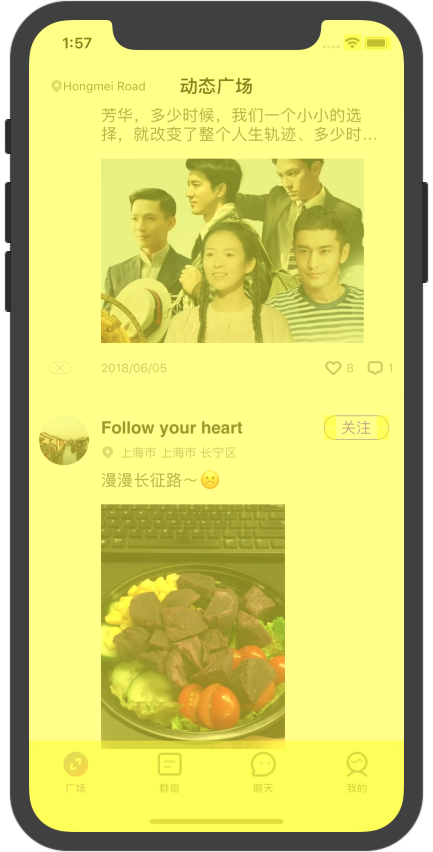 1:57
Hongmei Road
动态广场
芳华，多少时候，我们一个小小的选
择，就改变了整个人生轨迹、多少时...
2018/06/05
8
1
Follow your heart
关注
上海市 上海市 长宁区
漫漫长征路～☹️
广场
群组
聊天
我的